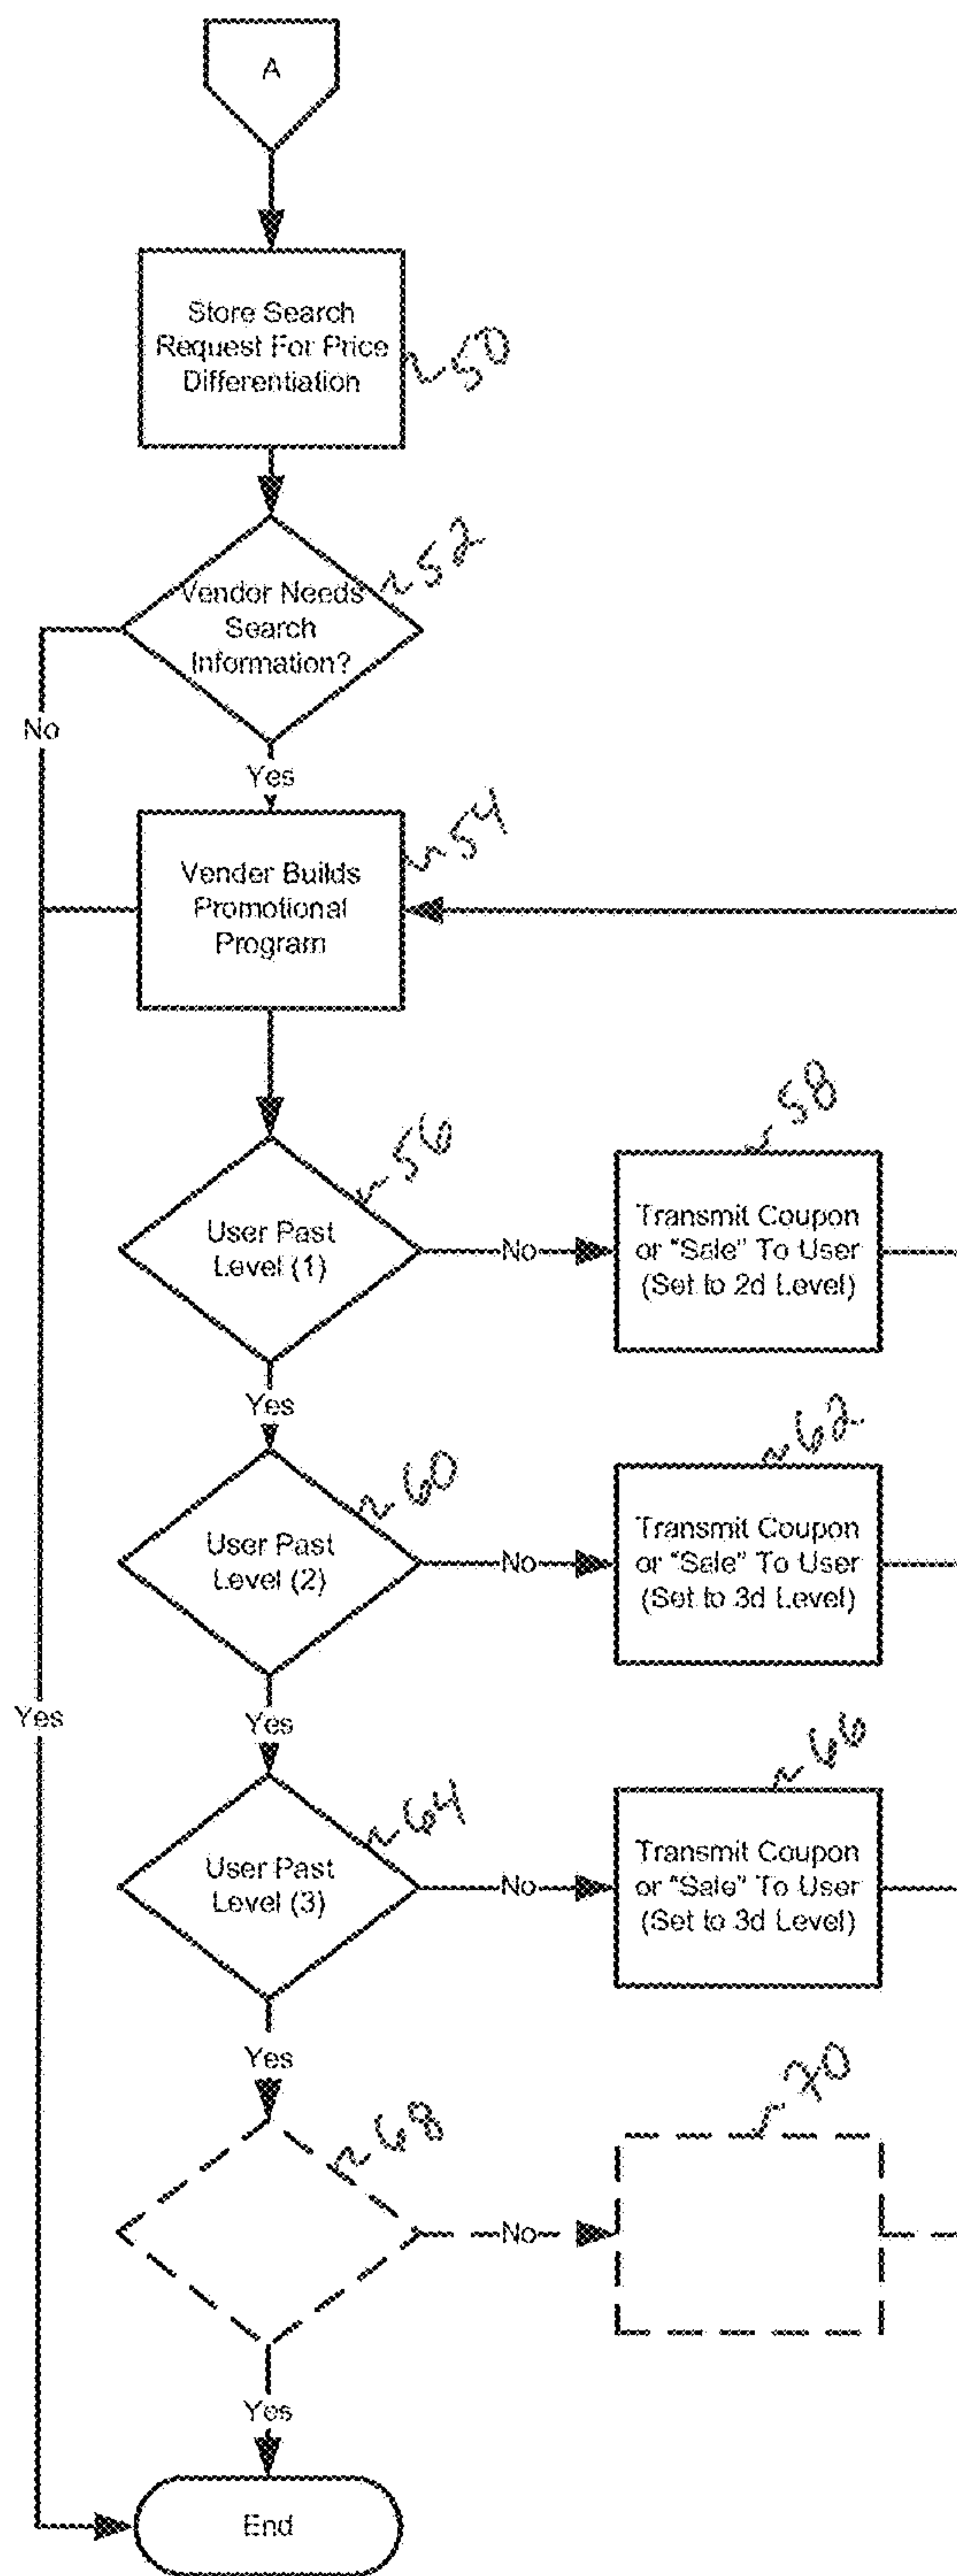 A
Store Search
Request For Price
Differentiation
50
Vendor Needs
Search
Information?
52
No
Yes
Vender Builds
Promotional
Program
54
User Past
Level (1)
56
No
Transmit Coupon
or "Sale" To User
(Set to 2d Level)
58
Yes
User Past
Level (2)
60
No
Transmit Coupon
or "Sale" To User
(Set to 3d Level)
62
Yes
Yes
User Past
Level (3)
64
No
Transmit Coupon
or "Sale" To User
(Set to 3d Level)
66
Yes
68
No
70
Yes
End